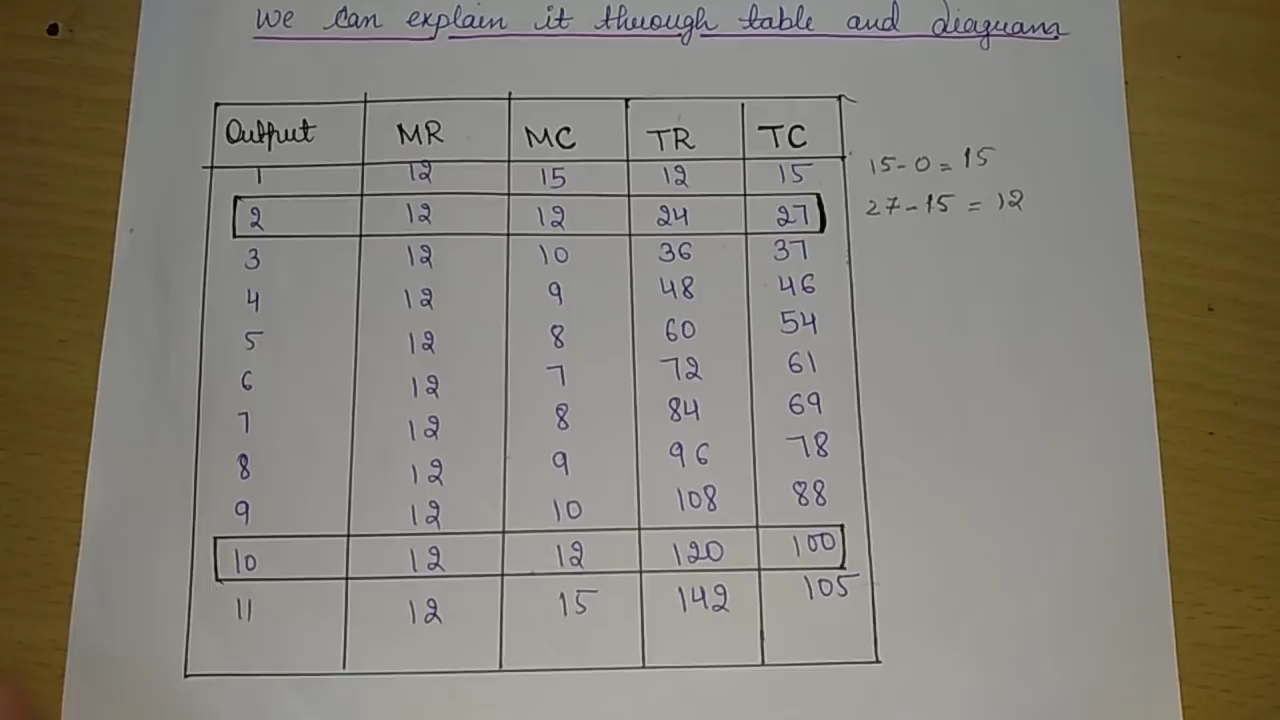 we can explain it through table and diagram
Output MR MC TR TC
1 12 15 12 15 15-0=15
2 12 12 24 27 27-15=12
3 12 10 36 37
4 12 9 48 46
5 12 8 60 54
6 12 7 72 61
7 12 8 84 69
8 12 9 96 78
9 12 10 108 88
10 12 12 120 100
11 12 15 142 105